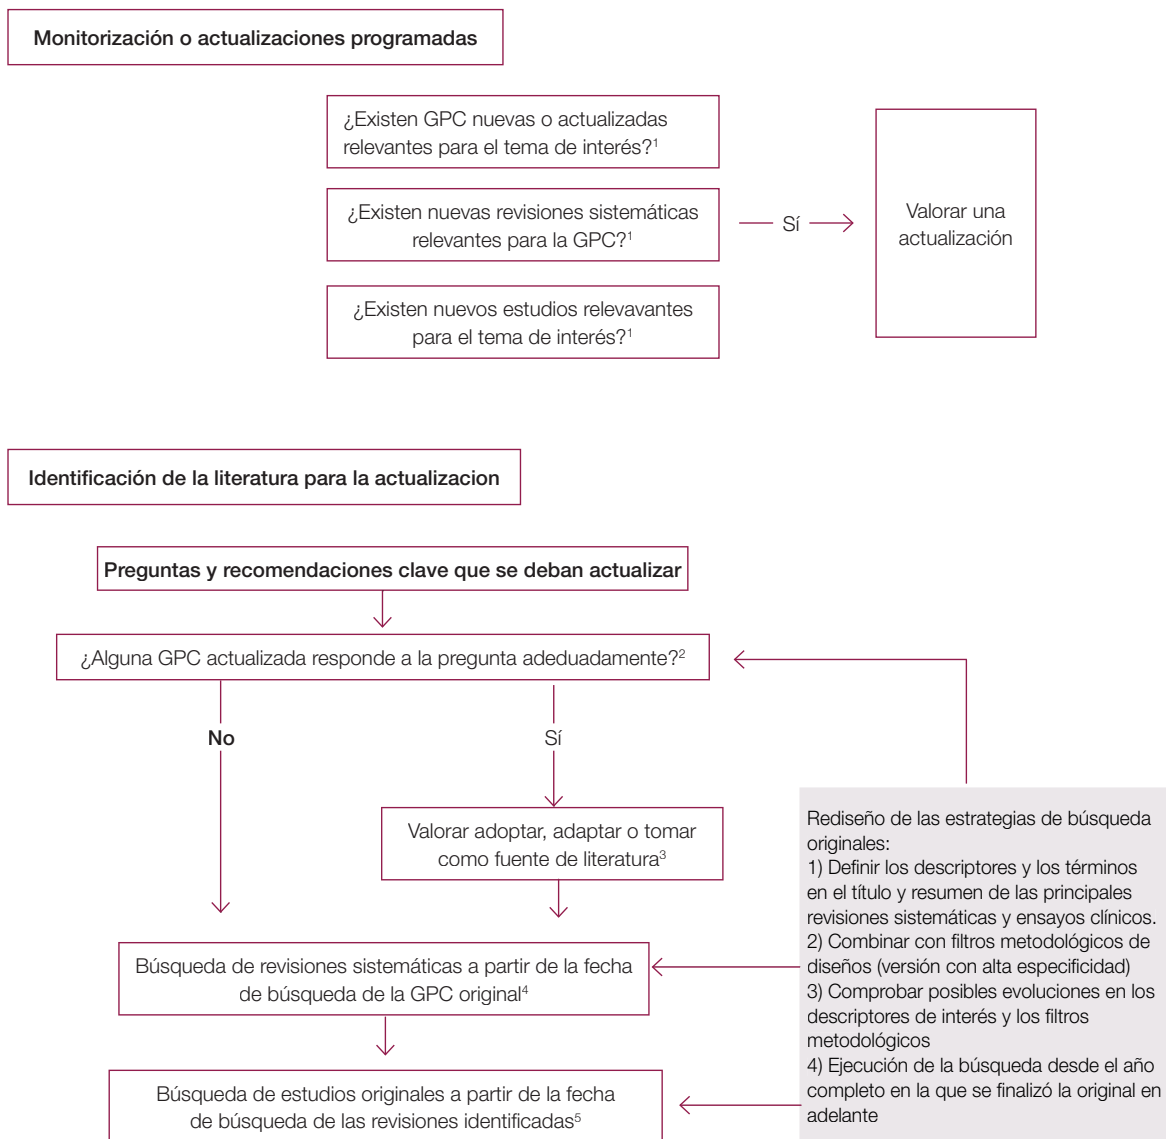 Monitorización o actualizaciones programadas
¿Existen GPC nuevas o actualizadas
relevantes para el tema de interés?¹
¿Existen nuevas revisiones sistemáticas
relevantes para la GPC?¹
¿Existen nuevos estudios relevavantes
para el tema de interés?¹
Sí
Valorar una
actualización
Identificación de la literatura para la actualizacion
Preguntas y recomendaciones clave que se deban actualizar
¿Alguna GPC actualizada responde a la pregunta adeduadamente?²
No
Sí
Valorar adoptar, adaptar o tomar
como fuente de literatura³
Búsqueda de revisiones sistemáticas a partir de la fecha
de búsqueda de la GPC original⁴
Búsqueda de estudios originales a partir de la fecha
de búsqueda de las revisiones identificadas⁵
Rediseño de las estrategias de búsqueda
originales:
1) Definir los descriptores y los términos
en el título y resumen de las principales
revisiones sistemáticas y ensayos clínicos.
2) Combinar con filtros metodológicos de
diseños (versión con alta especificidad)
3) Comprobar posibles evoluciones en los
descriptores de interés y los filtros
metodológicos
4) Ejecución de la búsqueda desde el año
completo en la que se finalizó la original en
adelante